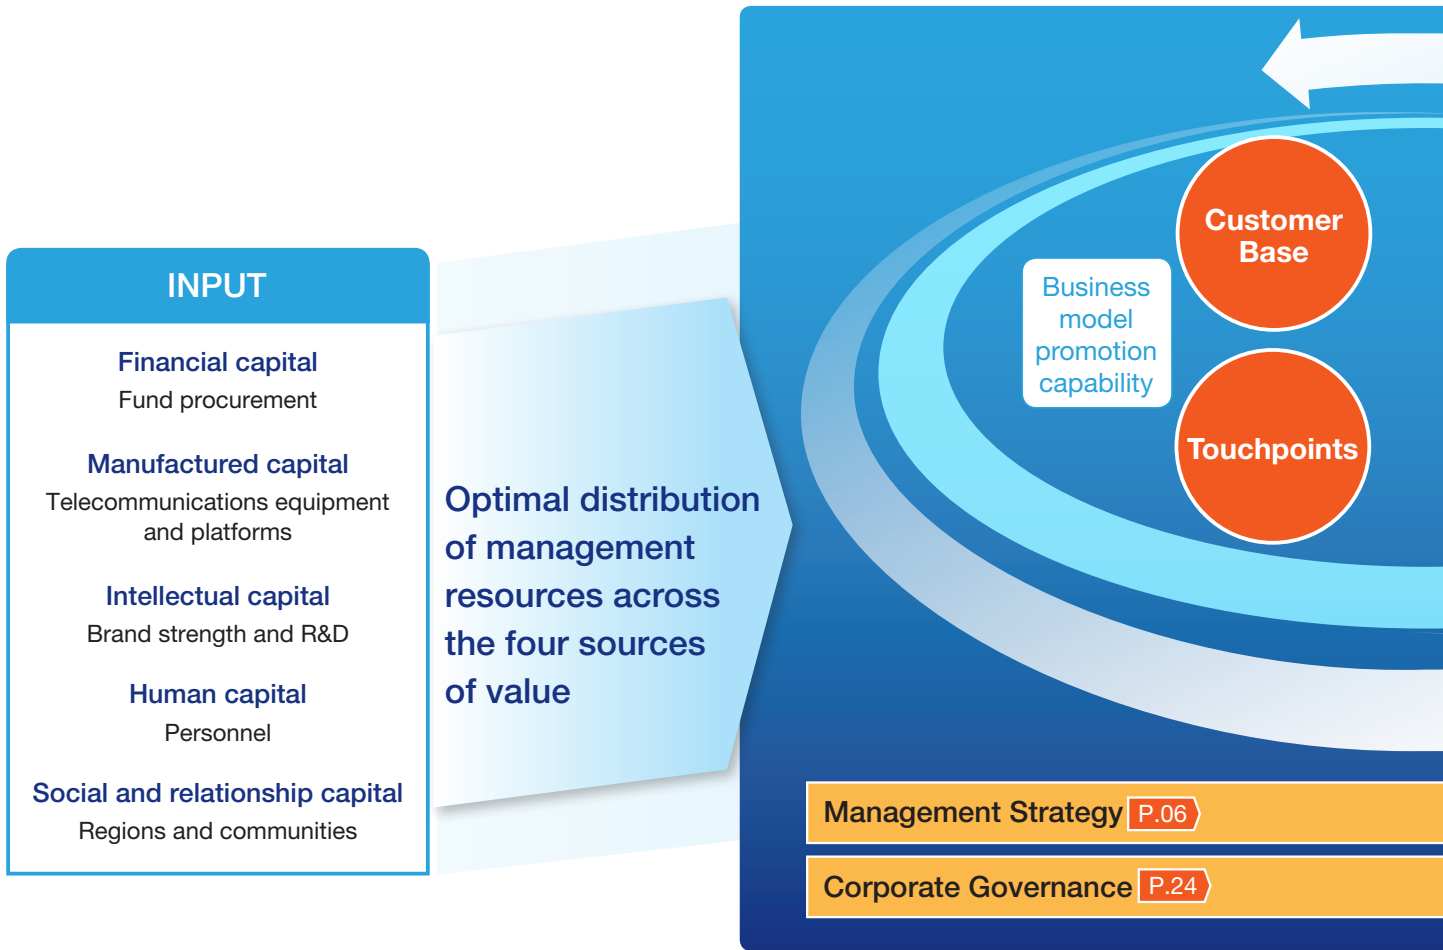 INPUT
Financial capital
Fund procurement
Manufactured capital
Telecommunications equipment
and platforms
Intellectual capital
Brand strength and R&D
Human capital
Personnel
Social and relationship capital
Regions and communities
Optimal distribution
of management
resources across
the four sources
of value
Business
model
promotion
capability
Customer
Base
Touchpoints
Management Strategy P.06
Corporate Governance P.24